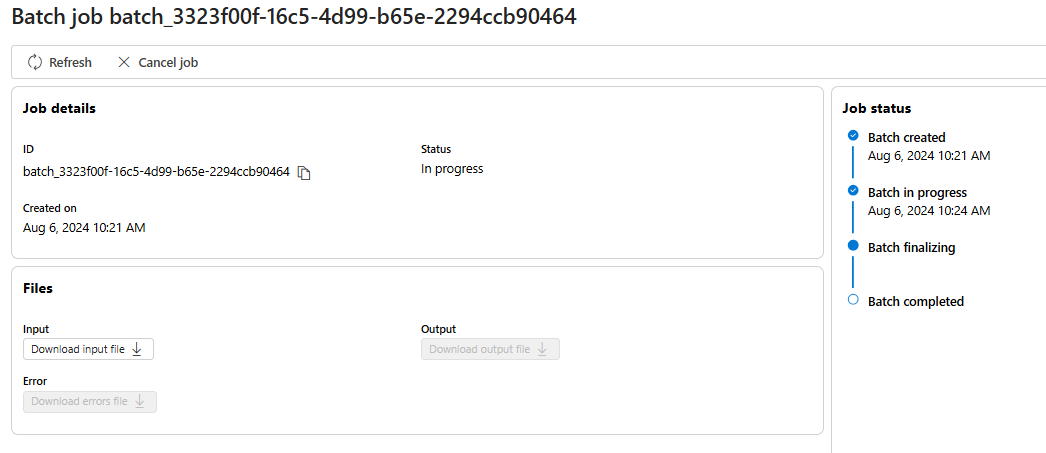 Batch job batch_3323f00f-16c5-4d99-b65e-2294ccb90464
Refresh
Cancel job
Job details
ID
batch_3323f00f-16c5-4d99-b65e-2294ccb90464
Status
In progress
Created on
Aug 6, 2024 10:21 AM
Files
Input
Download input file
Output
Download output file
Error
Download errors file
Job status
Batch created
Aug 6, 2024 10:21 AM
Batch in progress
Aug 6, 2024 10:24 AM
Batch finalizing
Batch completed